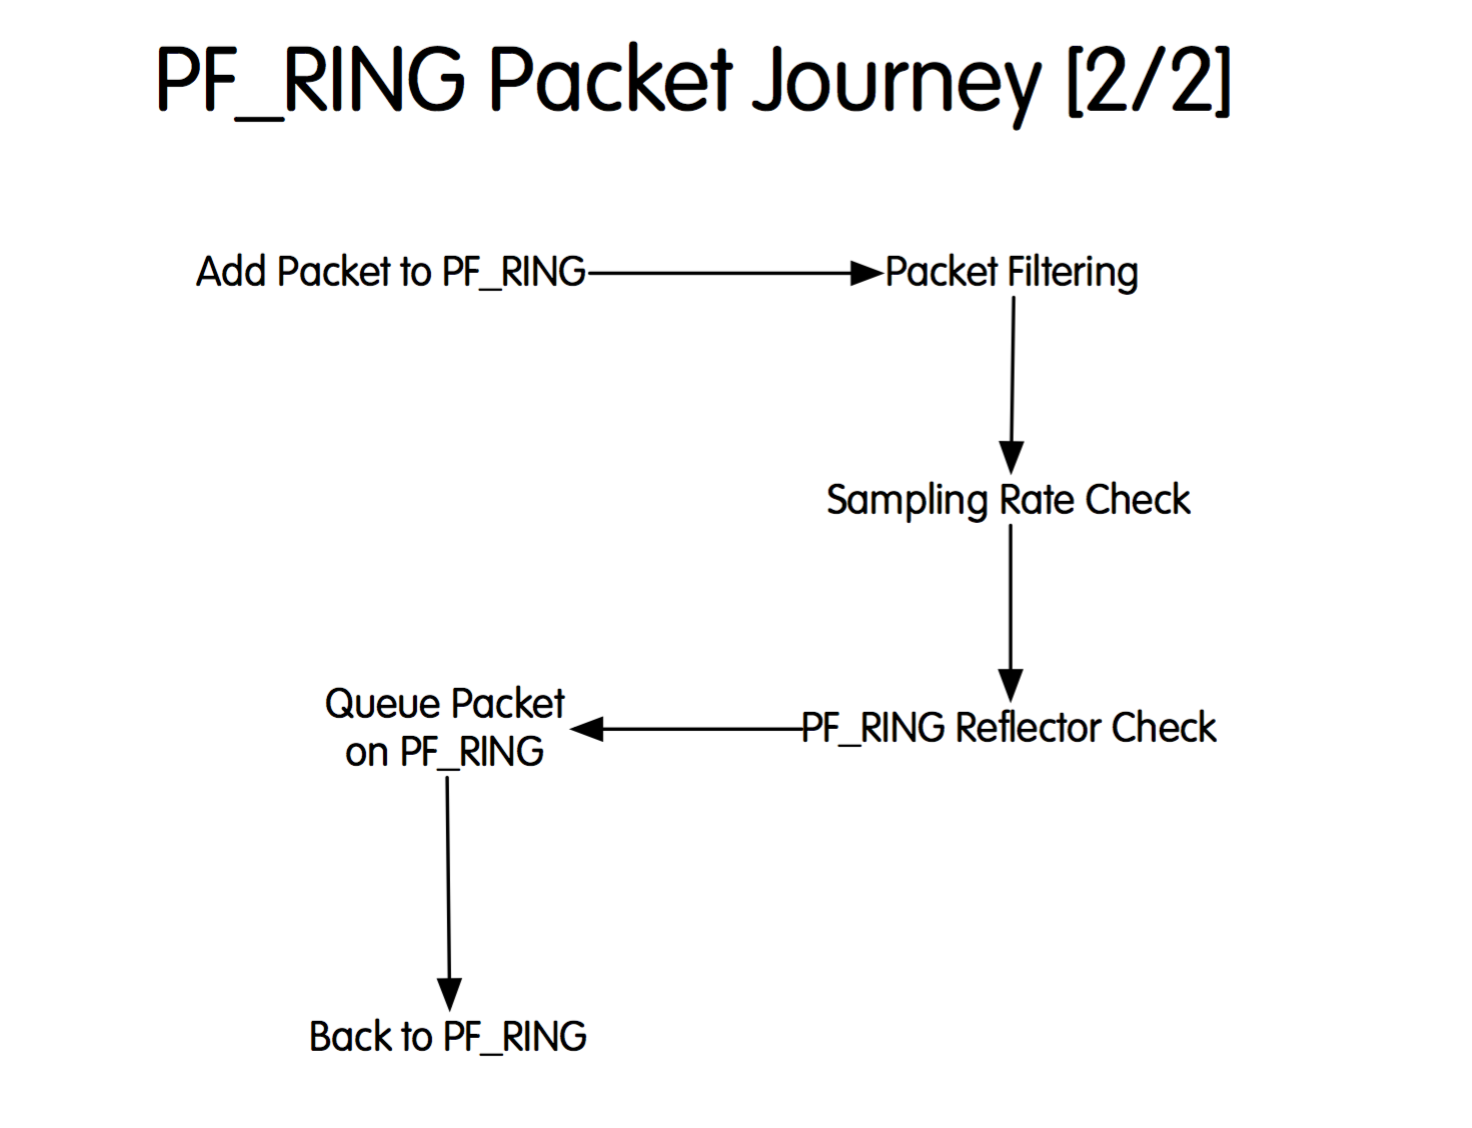 PF_RING Packet Journey [2/2]
Add Packet to PF_RING
Packet Filtering
Sampling Rate Check
PF_RING Reflector Check
Queue Packet
on PF_RING
Back to PF_RING